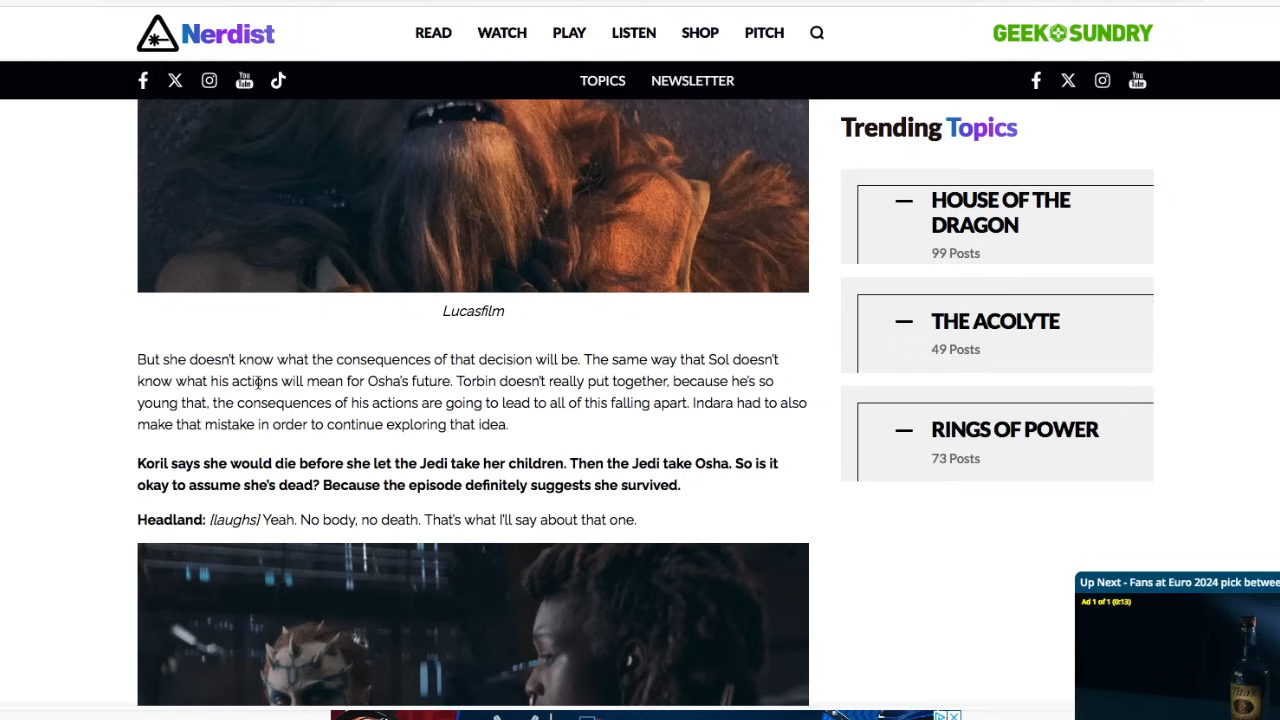 Nerdist
READ WATCH PLAY LISTEN SHOP PITCH
GEEK SUNDRY
You Tube
TOPICS NEWSLETTER
You Tube
Lucasfilm
But she doesn't know what the consequences of that decision will be. The same way that Sol doesn't
know what his actions will mean for Osha's future. Torbin doesn't really put together, because he's so
young that, the consequences of his actions are going to lead to all of this falling apart. Indara had to also
make that mistake in order to continue exploring that idea.
Koril says she would die before she let the Jedi take her children. Then the Jedi take Osha. So is it
okay to assume she's dead? Because the episode definitely suggests she survived.
Headland: [laughs] Yeah. No body, no death. That's what I'll say about that one.
Trending Topics
HOUSE OF THE
DRAGON
99 Posts
THE ACOLYTE
49 Posts
RINGS OF POWER
73 Posts
Up Next - Fans at Euro 2024 pick betwee
Ad 1 of 1 (0:13)
Tito's